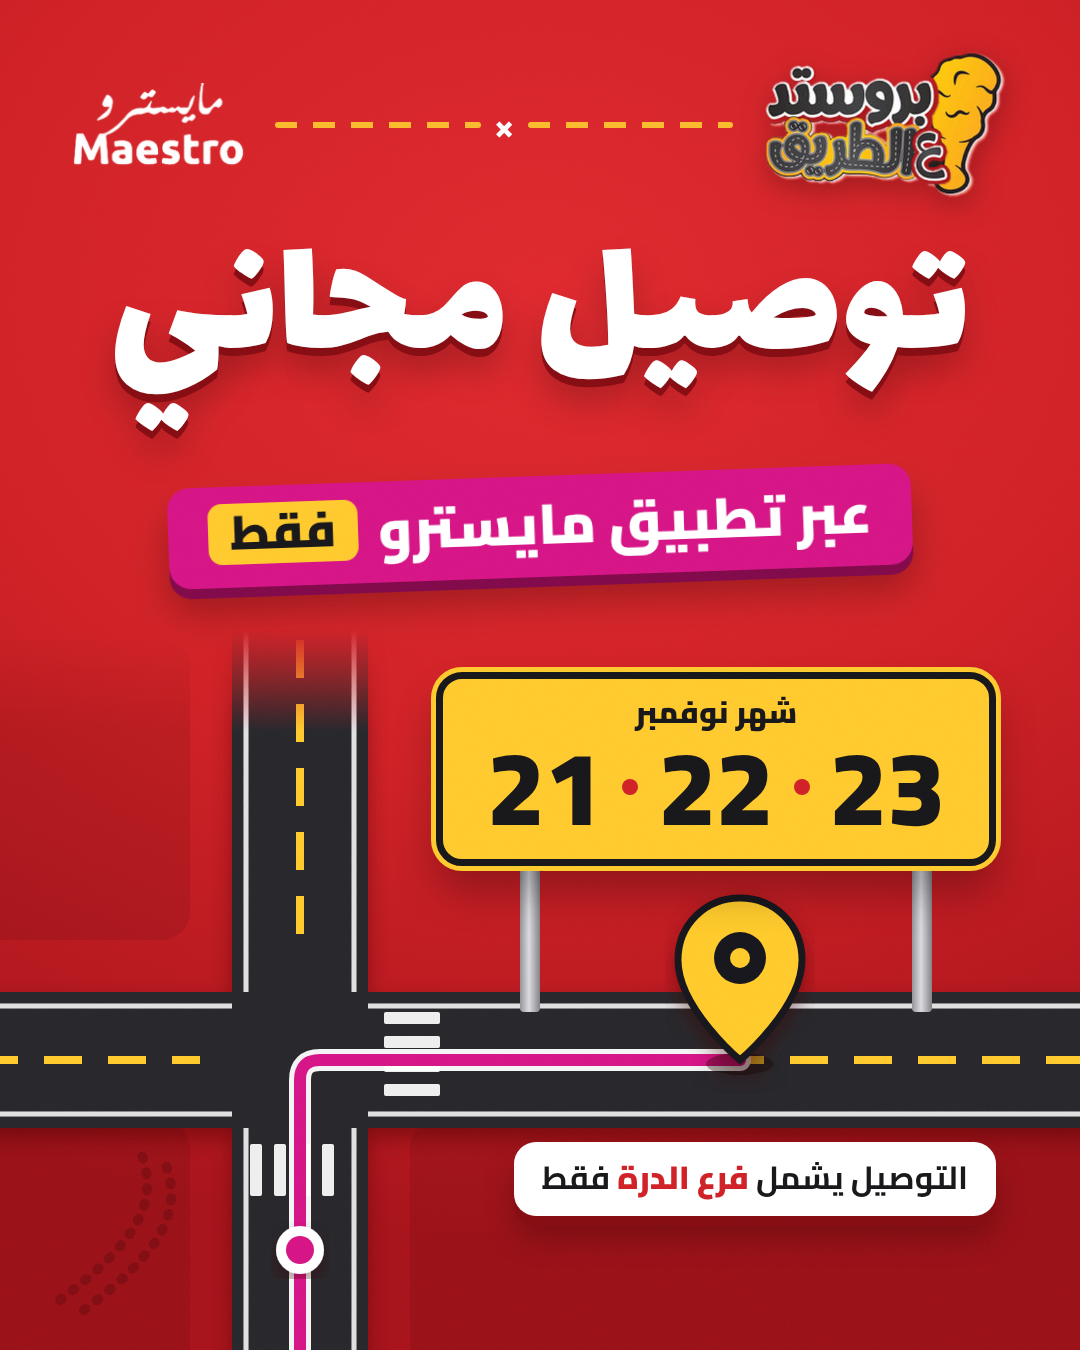 بروستد
ع الطريق
×
مايسترو
Maestro
توصيل مجاني
عبر تطبيق مايسترو فقط
شهر نوفمبر
21 • 22 • 23
التوصيل يشمل فرع الدرة فقط